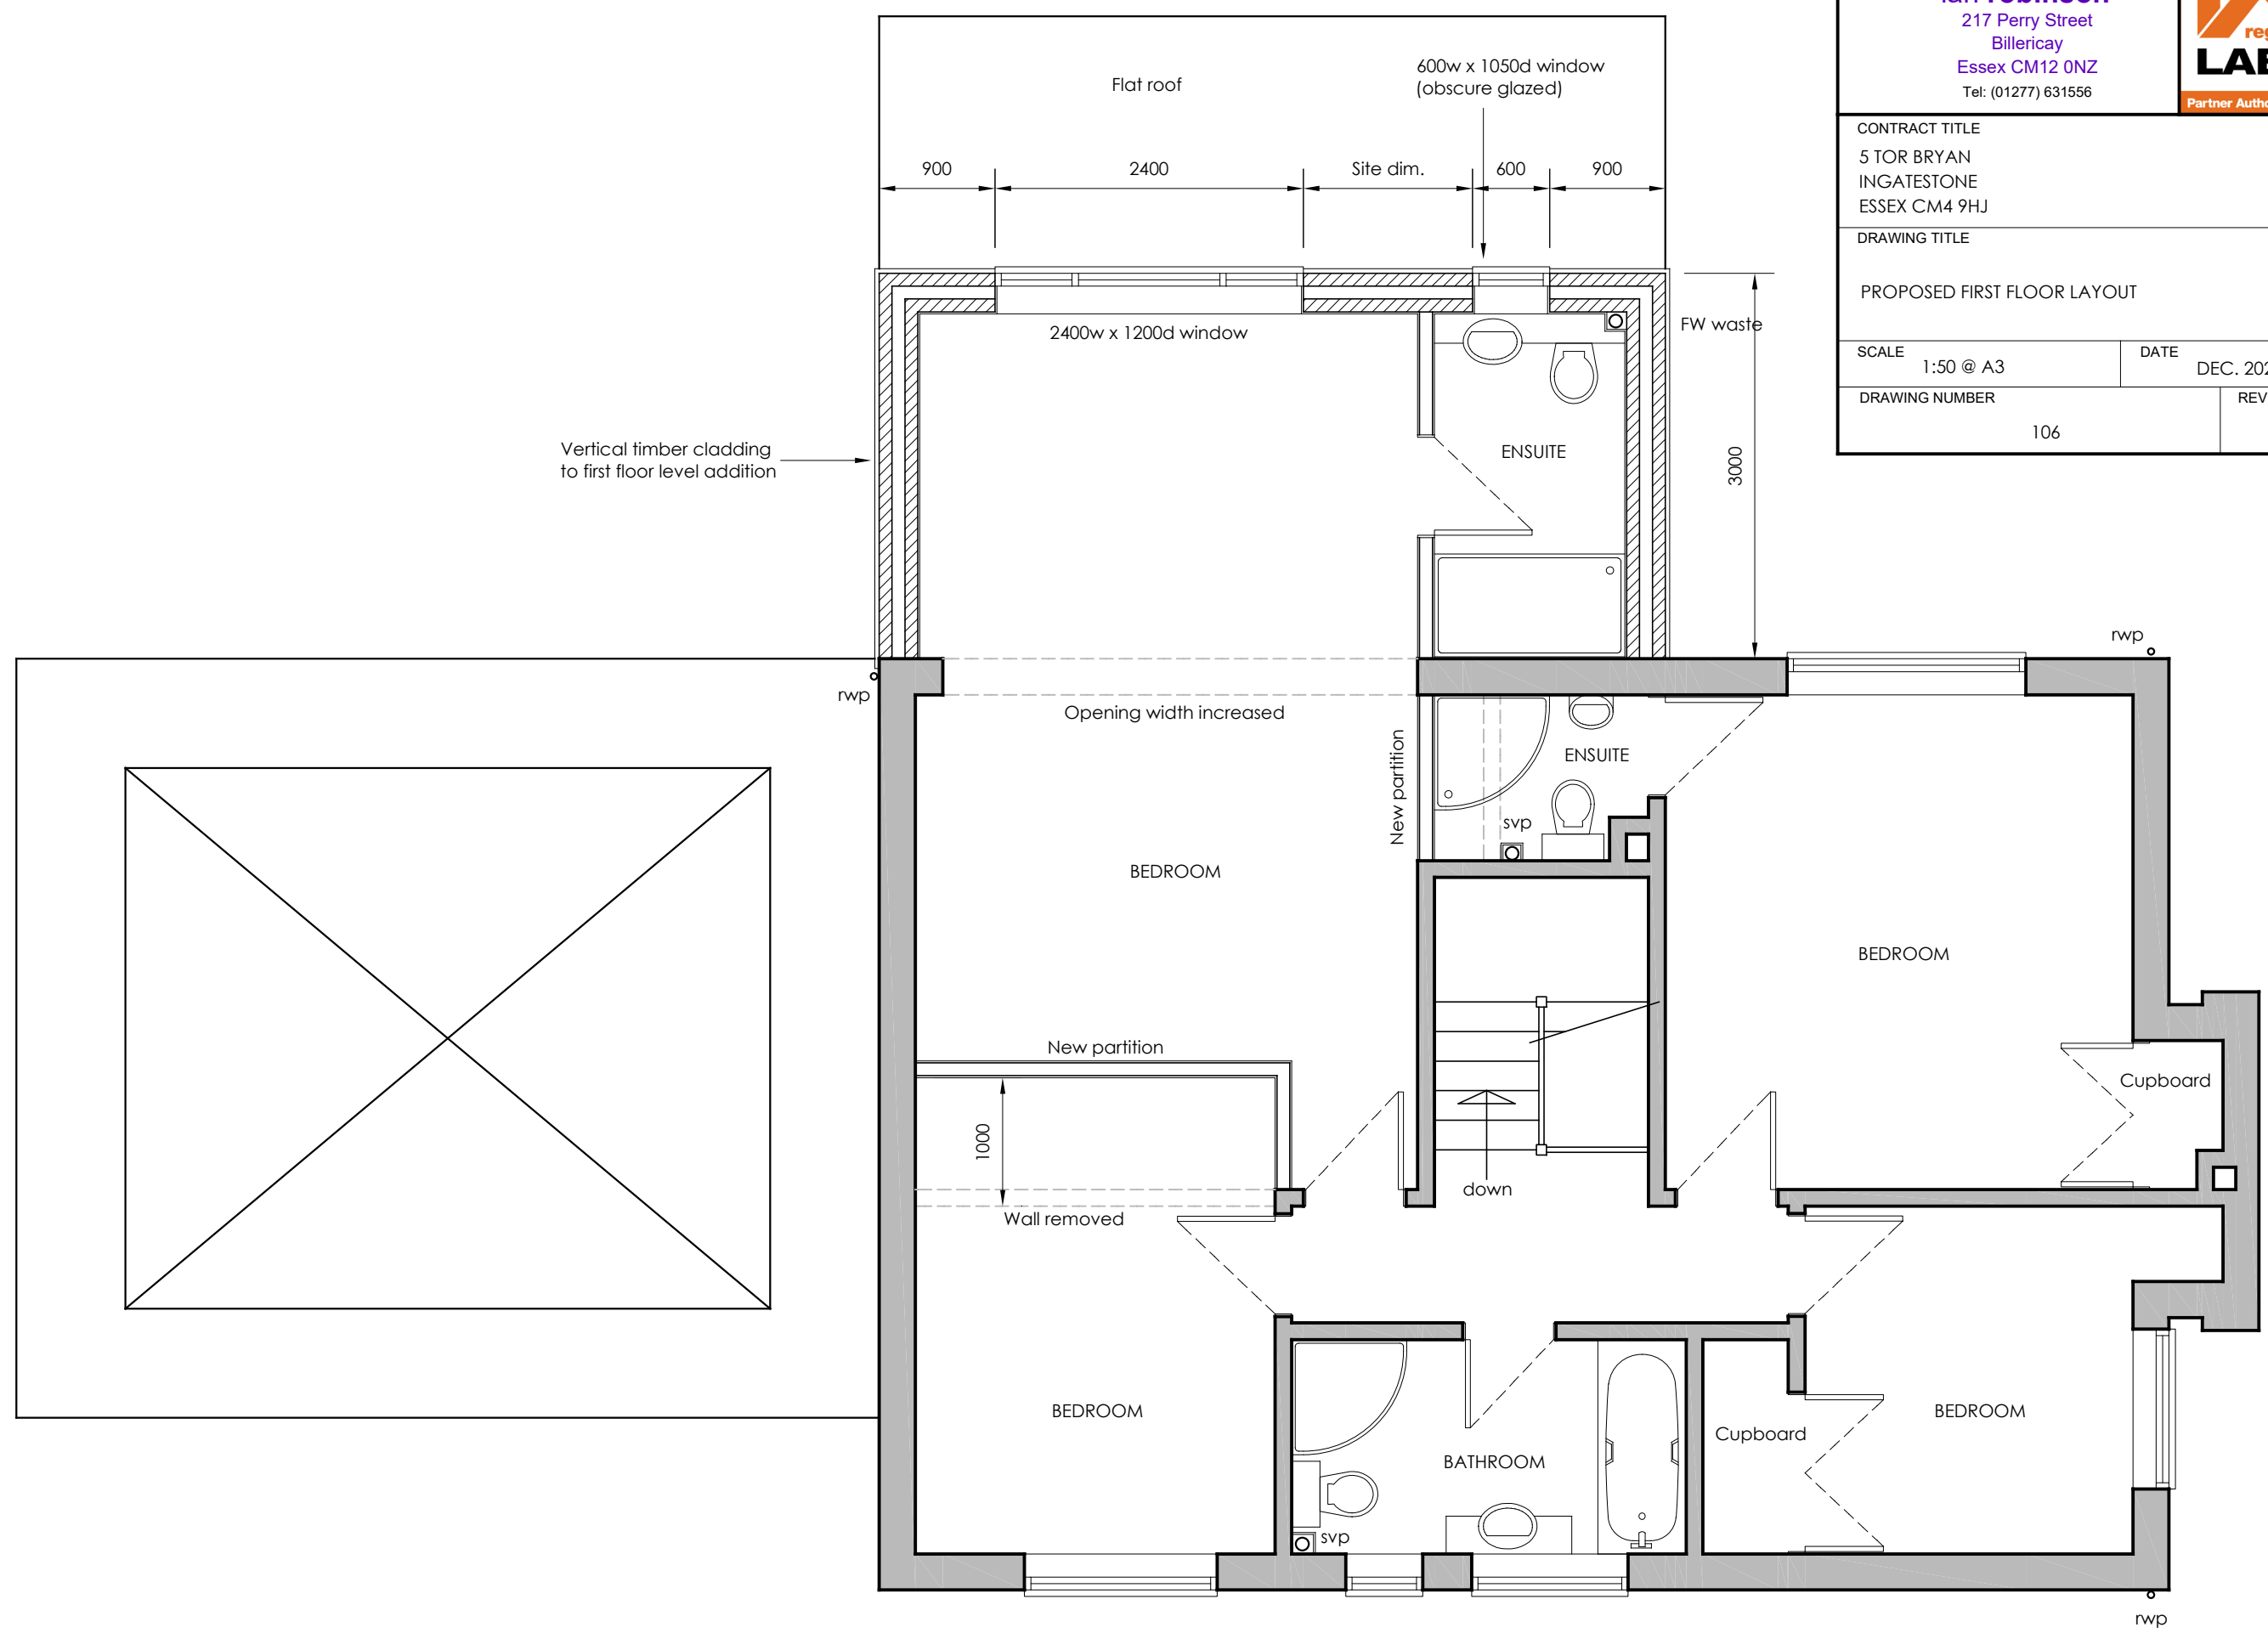 217 Perry Street
Billericay
Essex CM12 0NZ
Tel: (01277) 631556
Partner
CONTRACT TITLE
5 TOR BRYAN
INGATESTONE
ESSEX CM4 9HJ
DRAWING TITLE
PROPOSED FIRST FLOOR LAYOUT
SCALE
1:50 @ A3
DATE
DEC.
DRAWING NUMBER
106
REV
Flat roof
600w x 1050d window
(obscure glazed)
900
2400
Site dim.
600
900
2400w x 1200d window
FW waste
Vertical timber cladding
to first floor level addition
ENSUITE
3000
rwp
rwp
Opening width increased
New partition
ENSUITE
svp
BEDROOM
BEDROOM
New partition
Cupboard
1000
down
Wall removed
BEDROOM
BEDROOM
Cupboard
BATHROOM
svp
rwp